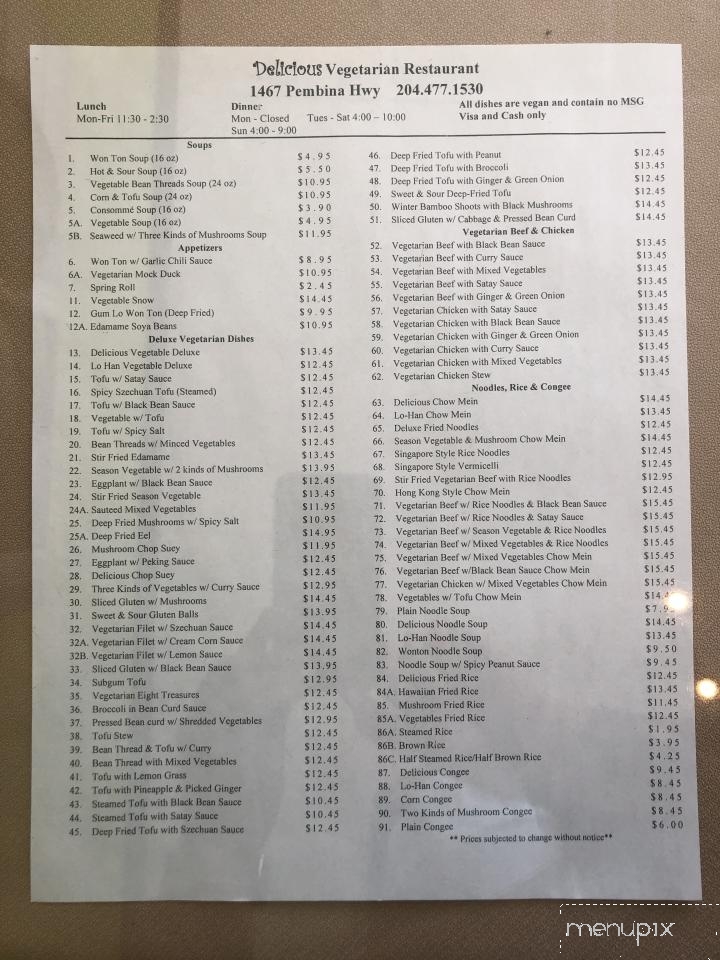 Delicious Vegetarian Restaurant
1467 Pembina Hwy 204.477.1530
Lunch
Mon-Fri 11:30 - 2:30
Dinner
Mon - Closed Tues - Sat 4:00 – 10:00
Sun 4:00 - 9:00
All dishes are vegan and contain no MSG
Visa and Cash only
Soups
1. Won Ton Soup (16 oz) $4.95
2. Hot & Sour Soup (16 oz) $5.50
3. Vegetable Bean Threads Soup (24 oz) $10.95
4. Corn & Tofu Soup (24 oz) $10.95
5. Consommé Soup (16 oz) $3.90
5A. Vegetable Soup (16 oz) $4.95
5B. Seaweed w/ Three Kinds of Mushrooms Soup $11.95
Appetizers
6. Won Ton w/ Garlic Chili Sauce $8.95
6A. Vegetarian Mock Duck $10.95
7. Spring Roll $2.45
11. Vegetable Snow $14.45
12. Gum Lo Won Ton (Deep Fried) $9.95
12A. Edamame Soya Beans $10.95
Deluxe Vegetarian Dishes
13. Delicious Vegetable Deluxe $13.45
14. Lo Han Vegetable Deluxe $12.45
15. Tofu w/ Satay Sauce $12.45
16. Spicy Szechuan Tofu (Steamed) $12.45
17. Tofu w/ Black Bean Sauce $12.45
18. Vegetable w/ Tofu $12.45
19. Tofu w/ Spicy Salt $12.45
20. Bean Threads w/ Minced Vegetables $12.45
21. Stir Fried Edamame $13.45
22. Season Vegetable w/ 2 kinds of Mushrooms $13.95
23. Eggplant w/ Black Bean Sauce $12.45
24. Stir Fried Season Vegetable $13.45
24A. Sauteed Mixed Vegetables $11.95
25. Deep Fried Mushrooms w/ Spicy Salt $10.95
25A. Deep Fried Eel $14.95
26. Mushroom Chop Suey $11.95
27. Eggplant w/ Peking Sauce $12.45
28. Delicious Chop Suey $12.45
29. Three Kinds of Vegetables w/ Curry Sauce $12.95
30. Sliced Gluten w/ Mushrooms $14.45
31. Sweet & Sour Gluten Balls $13.95
32. Vegetarian Filet w/ Szechuan Sauce $14.45
32A. Vegetarian Filet w/ Cream Corn Sauce $14.45
32B. Vegetarian Filet w/ Lemon Sauce $14.45
33. Sliced Gluten w/ Black Bean Sauce $13.95
34. Subgum Tofu $12.95
35. Vegetarian Eight Treasures $12.45
36. Broccoli in Bean Curd Sauce $12.45
37. Pressed Bean curd w/ Shredded Vegetables $12.95
38. Tofu Stew $12.45
39. Bean Thread & Tofu w/ Curry $12.45
40. Bean Thread with Mixed Vegetables $12.45
41. Tofu with Lemon Grass $12.45
42. Tofu with Pineapple & Picked Ginger $12.45
43. Steamed Tofu with Black Bean Sauce $10.45
44. Steamed Tofu with Satay Sauce $10.45
45. Deep Fried Tofu with Szechuan Sauce $12.45
46. Deep Fried Tofu with Peanut $12.45
47. Deep Fried Tofu with Broccoli $13.45
48. Deep Fried Tofu with Ginger & Green Onion $12.45
49. Sweet & Sour Deep-Fried Tofu $12.45
50. Winter Bamboo Shoots with Black Mushrooms $14.45
51. Sliced Gluten w/ Cabbage & Pressed Bean Curd $14.45
Vegetarian Beef & Chicken
52. Vegetarian Beef with Black Bean Sauce $13.45
53. Vegetarian Beef with Curry Sauce $13.45
54. Vegetarian Beef with Mixed Vegetables $13.45
55. Vegetarian Beef with Satay Sauce $13.45
56. Vegetarian Beef with Ginger & Green Onion $13.45
57. Vegetarian Chicken with Satay Sauce $13.45
58. Vegetarian Chicken with Black Bean Sauce $13.45
59. Vegetarian Chicken with Ginger & Green Onion $13.45
60. Vegetarian Chicken with Curry Sauce $13.45
61. Vegetarian Chicken with Mixed Vegetables $13.45
62. Vegetarian Chicken Stew $13.45
Noodles, Rice & Congee
63. Delicious Chow Mein $14.45
64. Lo-Han Chow Mein $13.45
65. Deluxe Fried Noodles $12.45
66. Season Vegetable & Mushroom Chow Mein $14.45
67. Singapore Style Rice Noodles $12.45
68. Singapore Style Vermicelli $12.45
69. Stir Fried Vegetarian Beef with Rice Noodles $12.95
70. Hong Kong Style Chow Mein $12.45
71. Vegetarian Beef w/ Rice Noodles & Black Bean Sauce $15.45
72. Vegetarian Beef w/ Rice Noodles & Satay Sauce $15.45
73. Vegetarian Beef w/ Season Vegetable & Rice Noodles $15.45
74. Vegetarian Beef w/ Mixed Vegetables & Rice Noodles $15.45
75. Vegetarian Beef w/ Mixed Vegetables Chow Mein $15.45
76. Vegetarian Beef w/Black Bean Sauce Chow Mein $15.45
77. Vegetarian Chicken w/ Mixed Vegetables Chow Mein $15.45
78. Vegetables w/ Tofu Chow Mein
79. Plain Noodle Soup
80. Delicious Noodle Soup $14.45
81. Lo-Han Noodle Soup $13.45
82. Wonton Noodle Soup $9.50
83. Noodle Soup w/ Spicy Peanut Sauce $9.45
84. Delicious Fried Rice $12.45
84A. Hawaiian Fried Rice $13.45
85. Mushroom Fried Rice $11.45
85A. Vegetables Fried Rice $12.45
86A. Steamed Rice $1.95
86B. Brown Rice $3.95
86C. Half Steamed Rice/Half Brown Rice $4.25
87. Delicious Congee $9.45
88. Lo-Han Congee $8.45
89. Corn Congee $8.45
90. Two Kinds of Mushroom Congee $8.45
91. Plain Congee $6.00
** Prices subjected to change without notice**
menupix